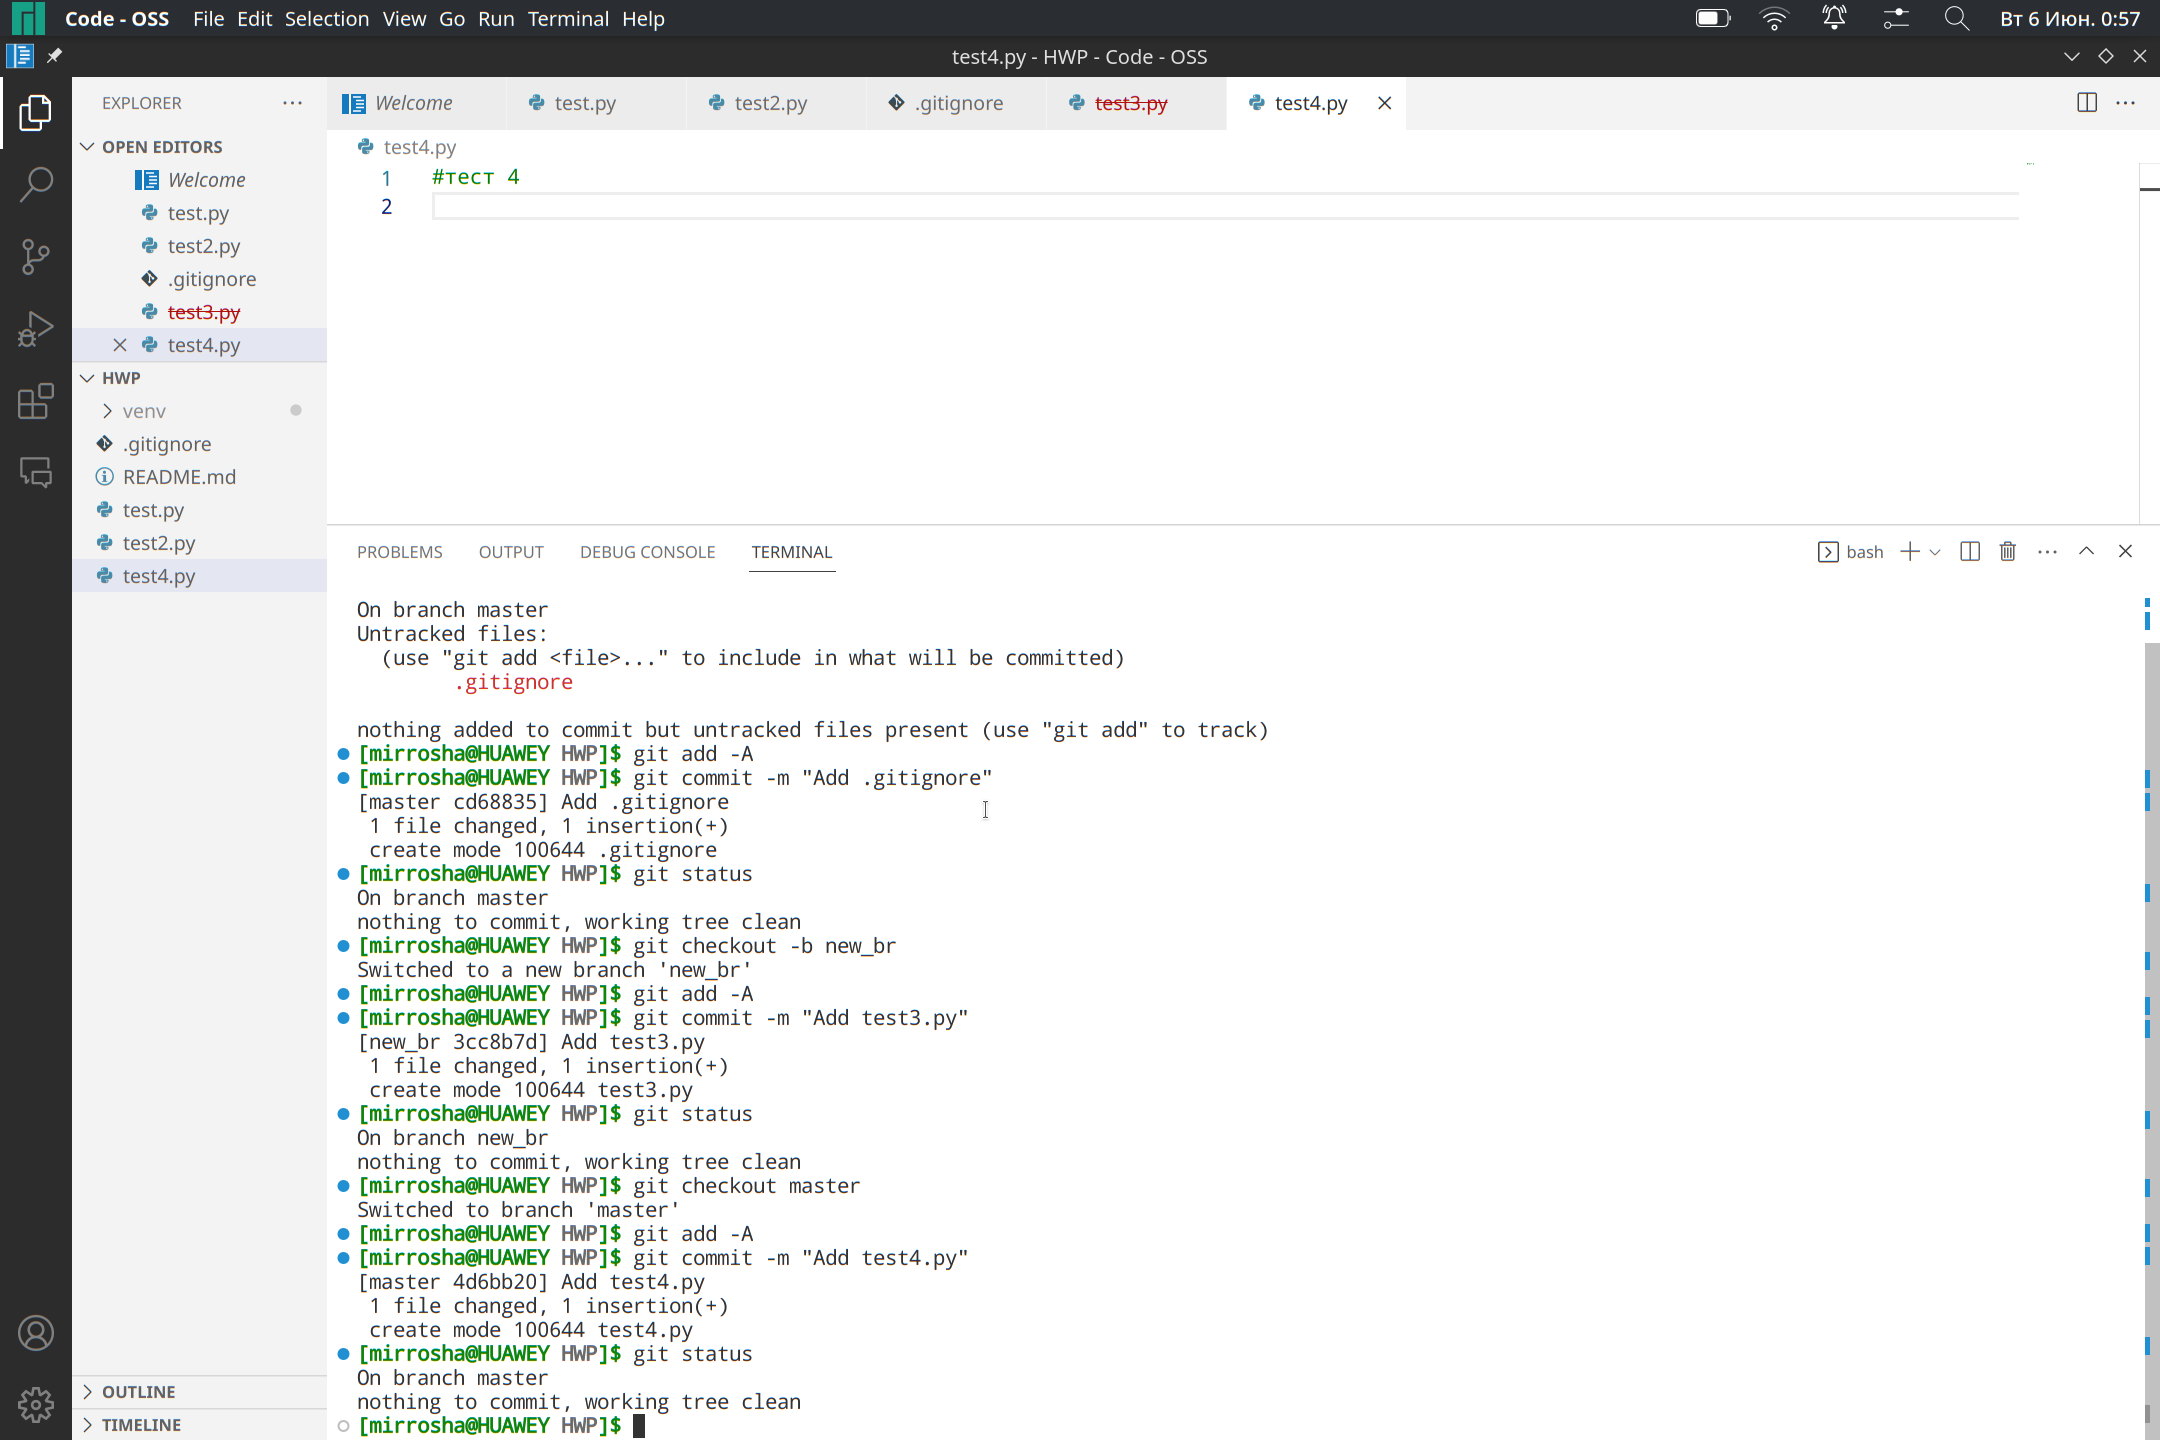 Code - OSS File Edit Selection View Go Run Terminal Help Вт 6 Июн. 0:57
test4.py - HWP - Code - OSS
EXPLORER
Welcome test.py test2.py .gitignore test3.py test4.py
OPEN EDITORS
Welcome
test.py
test2.py
.gitignore
test3.py
test4.py
HWP
venv
.gitignore
README.md
test.py
test2.py
test4.py
OUTLINE
TIMELINE
test4.py
1 #тест 4
2
PROBLEMS OUTPUT DEBUG CONSOLE TERMINAL bash
On branch master
Untracked files:
(use "git add <file>..." to include in what will be committed)
.gitignore
nothing added to commit but untracked files present (use "git add" to track)
[mirrosha@HUAWEY HWP]$ git add -A
[mirrosha@HUAWEY HWP]$ git commit -m "Add .gitignore"
[master cd68835] Add .gitignore
1 file changed, 1 insertion(+)
create mode 100644 .gitignore
[mirrosha@HUAWEY HWP]$ git status
On branch master
nothing to commit, working tree clean
[mirrosha@HUAWEY HWP]$ git checkout -b new_br
Switched to a new branch 'new_br'
[mirrosha@HUAWEY HWP]$ git add -A
[mirrosha@HUAWEY HWP]$ git commit -m "Add test3.py"
[new_br 3cc8b7d] Add test3.py
1 file changed, 1 insertion(+)
create mode 100644 test3.py
[mirrosha@HUAWEY HWP]$ git status
On branch new_br
nothing to commit, working tree clean
[mirrosha@HUAWEY HWP]$ git checkout master
Switched to branch 'master'
[mirrosha@HUAWEY HWP]$ git add -A
[mirrosha@HUAWEY HWP]$ git commit -m "Add test4.py"
[master 4d6bb20] Add test4.py
1 file changed, 1 insertion(+)
create mode 100644 test4.py
[mirrosha@HUAWEY HWP]$ git status
On branch master
nothing to commit, working tree clean
[mirrosha@HUAWEY HWP]$